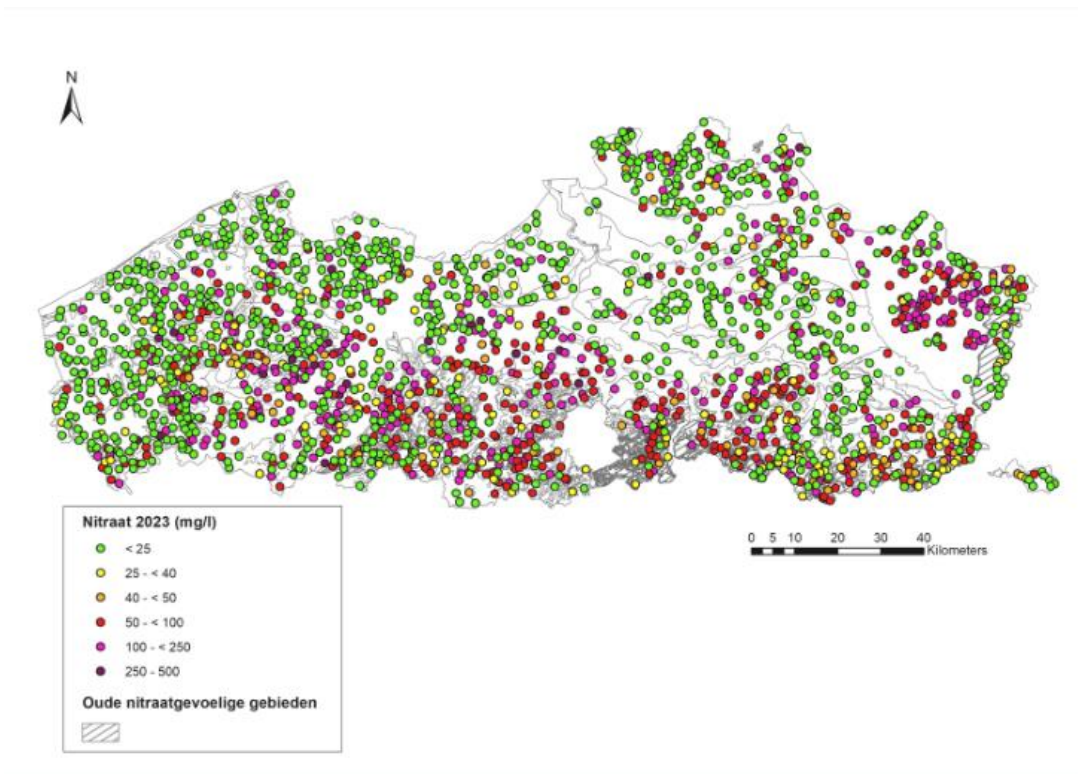 N
Nitraat 2023 (mg/l)
< 25
25 - < 40
40 - < 50
50 - < 100
100 - < 250
250 - 500
Oude nitraatgevoelige gebieden
0 5 10 20 30 40
Kilometers